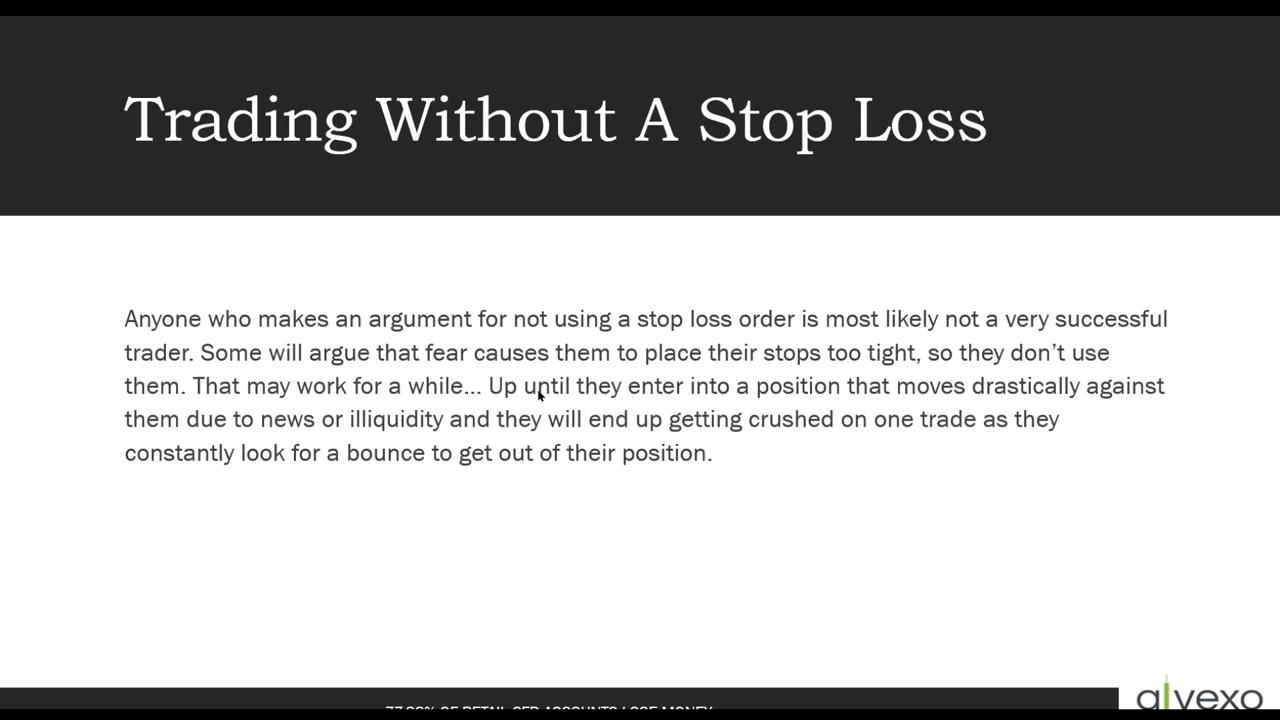 Trading Without A Stop Loss
Anyone who makes an argument for not using a stop loss order is most likely not a very successful
trader. Some will argue that fear causes them to place their stops too tight, so they don’t use
them. That may work for a while... Up until they enter into a position that moves drastically against
them due to news or illiquidity and they will end up getting crushed on one trade as they
constantly look for a bounce to get out of their position.
OF RETAIL CFD ACCOUNTS LOSE MONEY
alvexo